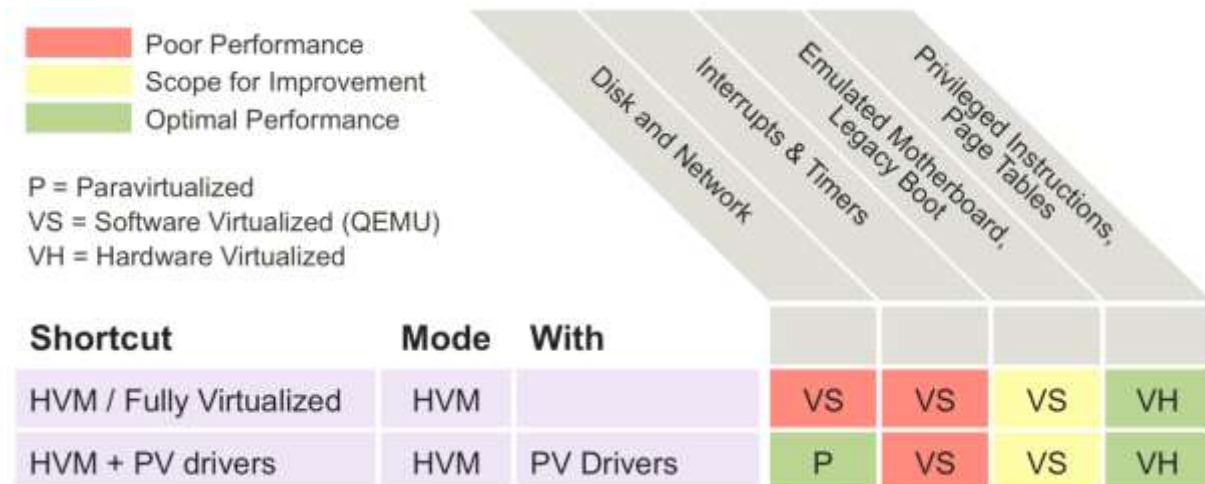 Poor Performance
Scope for Improvement
Optimal Performance
P = Paravirtualized
VS = Software Virtualized (QEMU)
VH = Hardware Virtualized
Disk and Network
Interrupts & Timers
Emulated Motherboard,
Legacy Boot
Privileged Instructions,
Page Tables
Shortcut Mode With
HVM / Fully Virtualized HVM VS VS VS VH
HVM + PV drivers HVM PV Drivers P VS VS VH